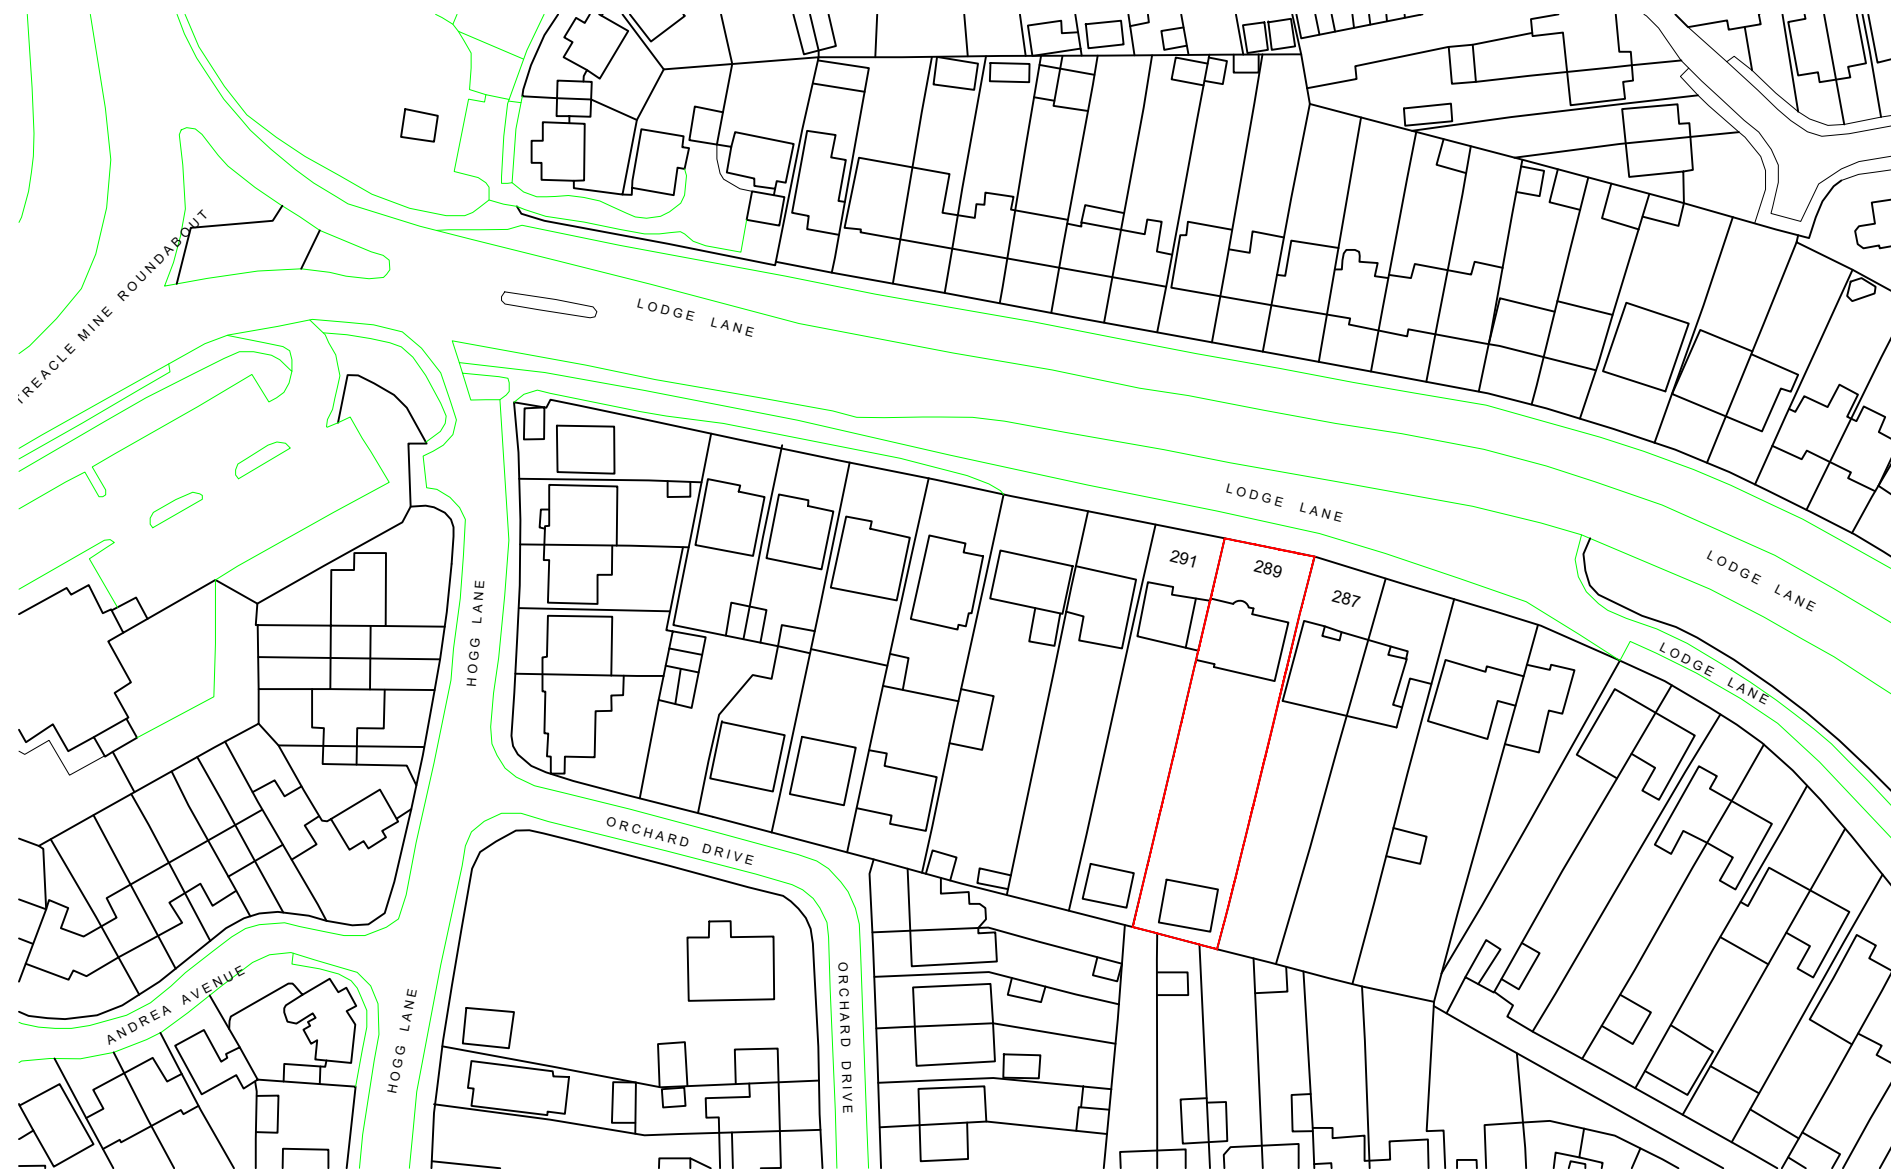 TREACLE MINE ROUNDABOUT
LODGE LANE
LODGE LANE
291
289
287
LODGE LANE
LODGE LANE
HOGG LANE
ORCHARD DRIVE
ANDREA AVENUE
HOGG LANE
ORCHARD DRIVE